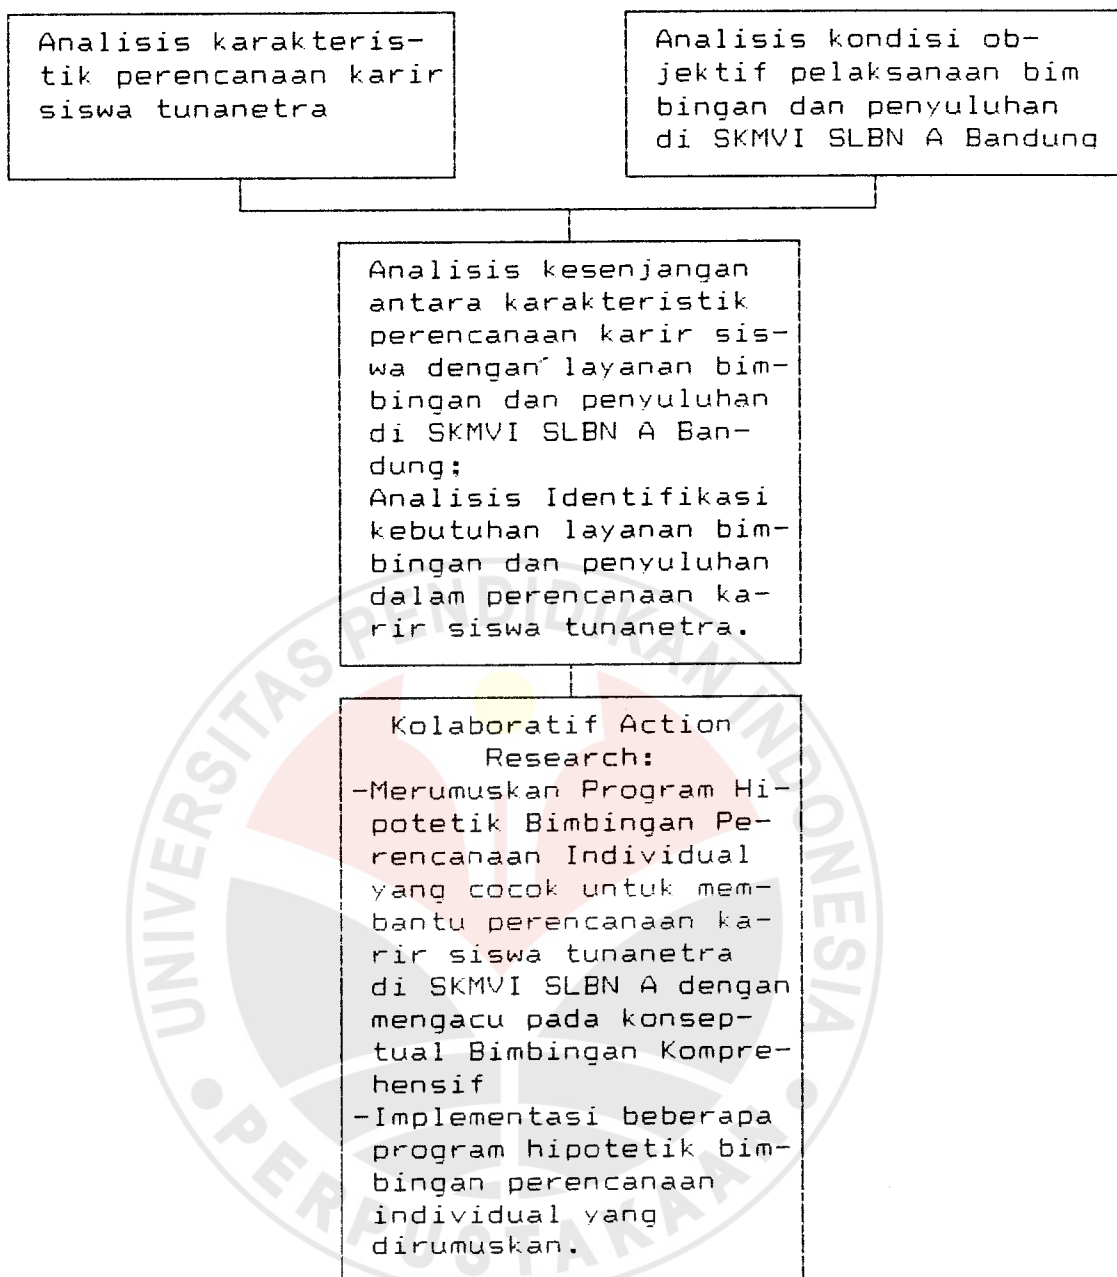 Analisis karakteris-
tik perencanaan karir
siswa tunanetra
Analisis kondisi ob-
jektif pelaksanaan bim
bingan dan penyuluhan
di SKMVI SLBN A Bandung
Analisis kesenjangan
antara karakteristik
perencanaan karir sis-
wa dengan layanan bim-
bingan dan penyuluhan
di SKMVI SLBN A Ban-
dung;
Analisis Identifikasi
kebutuhan layanan bim-
bingan dan penyuluhan
dalam perencanaan ka-
rir siswa tunanetra.
Kolaboratif Action
Research:
-Merumuskan Program Hi-
potetik Bimbingan Pe-
rencanaan Individual
yang cocok untuk mem-
bantu perencanaan ka-
rir siswa tunanetra
di SKMVI SLBN A dengan
mengacu pada konsep-
tual Bimbingan Kompre-
hensif
-Implementasi beberapa
program hipotetik bim-
bingan perencanaan
individual yang
dirumuskan.
UNIVERSITAS PENDIDIKAN INDONESIA
PERPUSTAKAAN